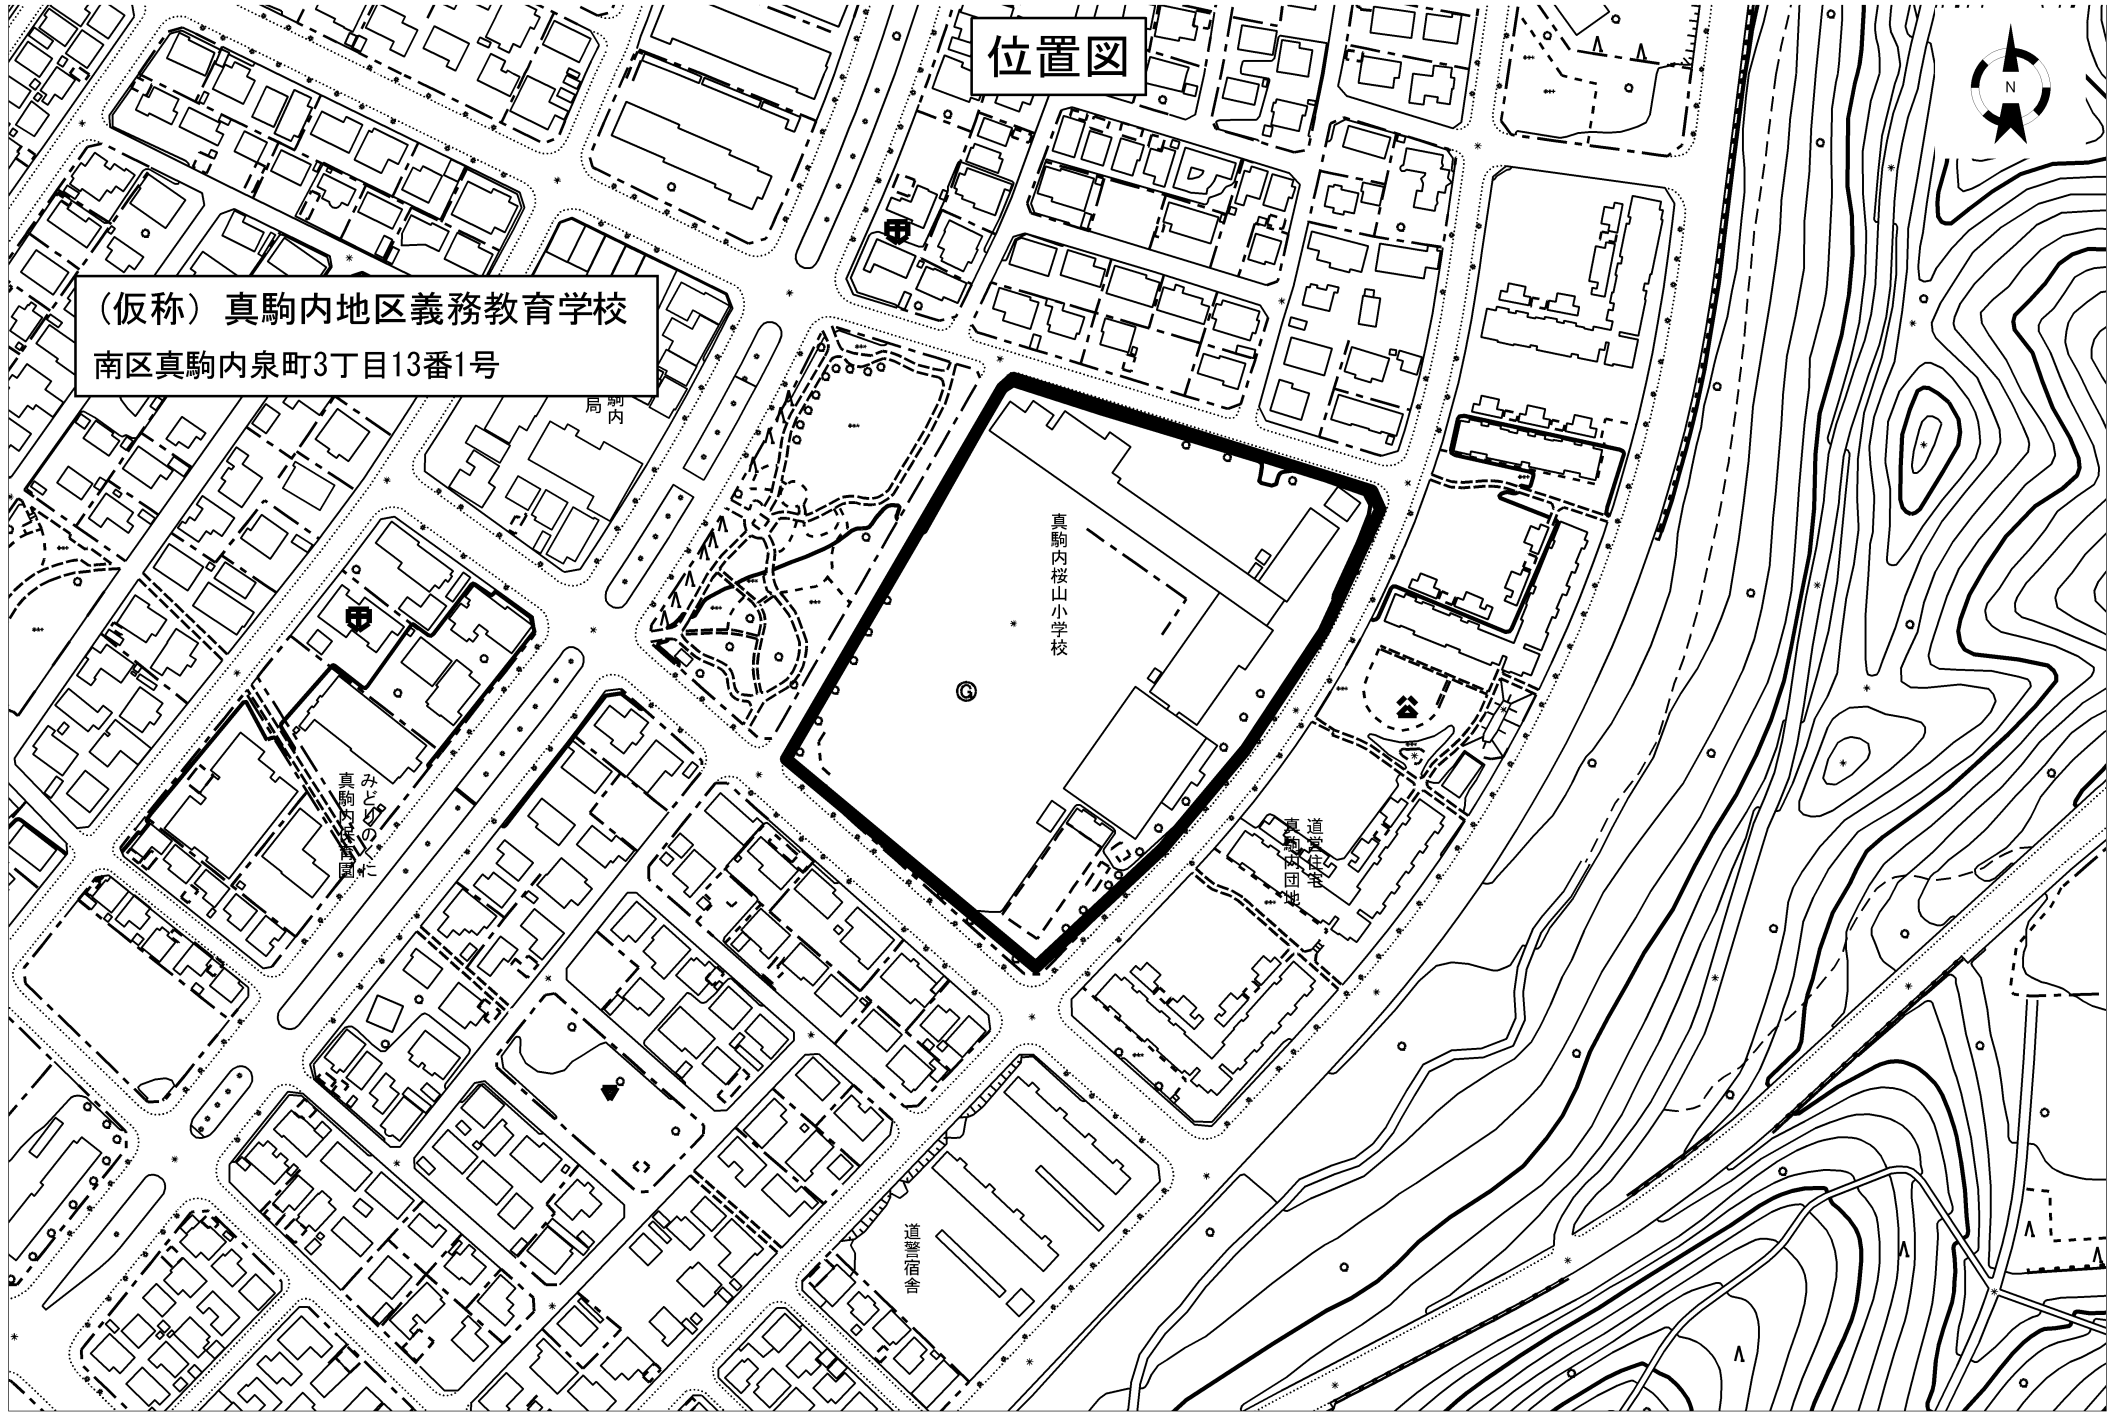 位置図
N
（仮称）真駒内地区義務教育学校
南区真駒内泉町3丁目13番1号
駒内
局
真駒内桜山小学校
G
みどりのくに
真駒内保育園
道営住宅
真駒内団地
道警宿舎